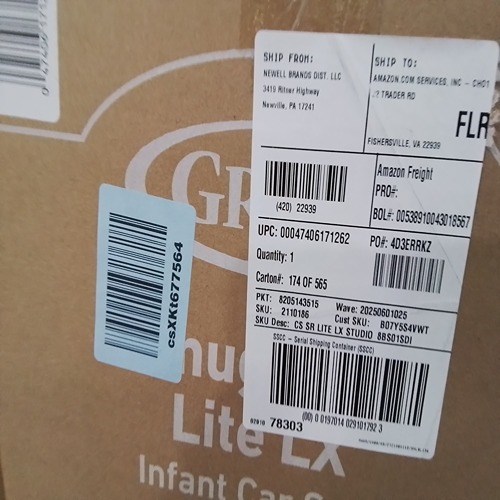 SHIP FROM:
NEWELL BRANDS DIST. LLC
3419 Ritner Highway
Newville, PA 17241
SHIP TO:
AMAZON.COM SERVICES, INC - CHO1
TRADER RD
FLR
FISHERSVILLE, VA 22939
(420) 22939
Amazon Freight
PRO#:
BOL#: 00538910043018567
UPC: 00047406171262
Quantity: 1
Carton#: 174 OF 565
PO#: 4D3ERRKZ
PKT: 8205143515
Wave: 20250601025
SKU: 2110186
Cust SKU: B07Y5S4VWT
SKU Desc: CS SR LITE LX STUDIO 8BS01SDI
SSCC - Serial Shipping Container (SSCC)
(00) 0 0197014 029101792 3
78303
csXKt677564
GR
nug
Lite LX
Infant Car